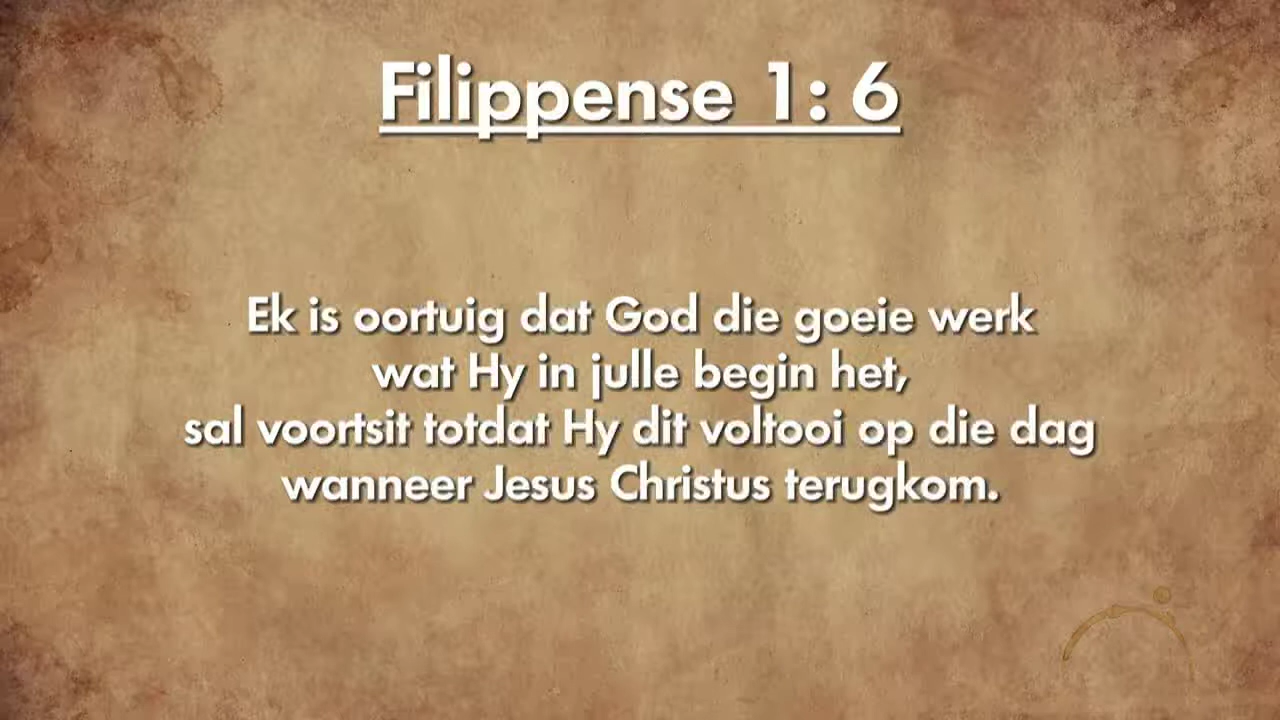 Filippense 1: 6
Ek is oortuig dat God die goeie werk
wat Hy in julle begin het,
sal voortsit totdat Hy dit voltooi op die dag
wanneer Jesus Christus terugkom.